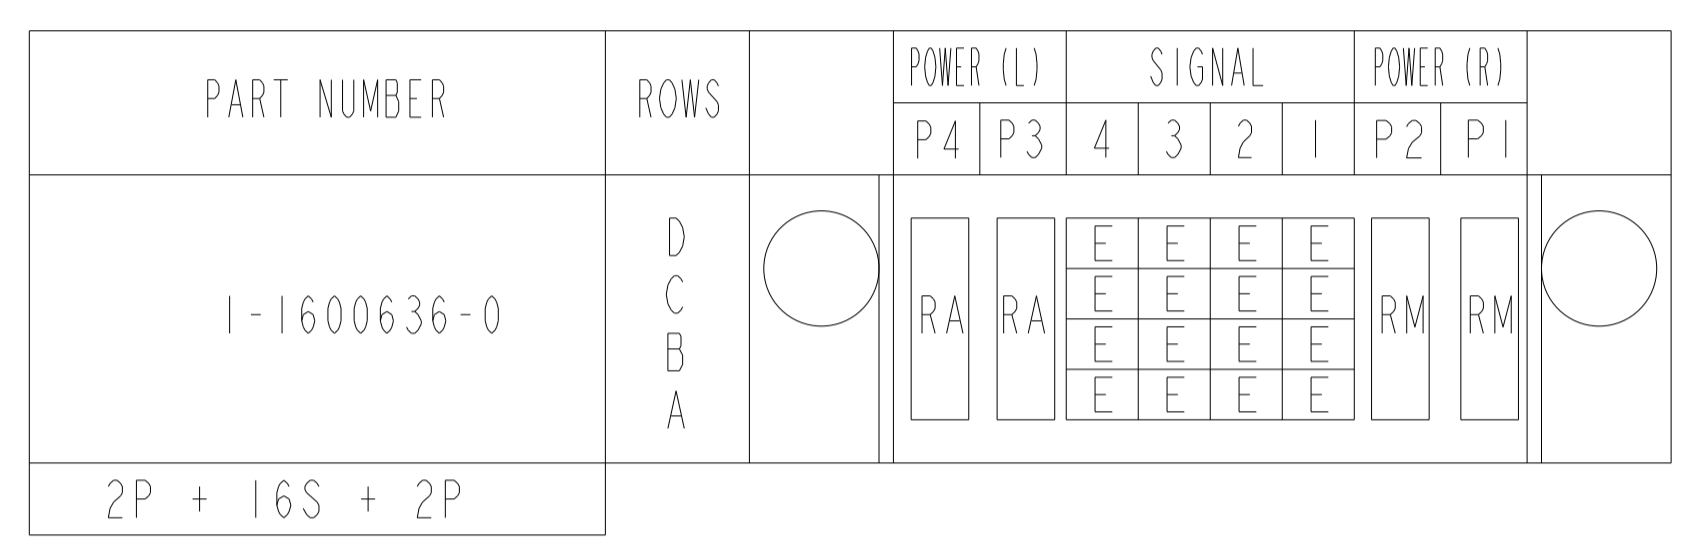 PART NUMBER ROWS POWER (L) SIGNAL POWER (R)
P4 P3 4 3 2 1 P2 P1
1-1600636-0
D E E E E
C E E E E
RA RA RM RM
B E E E E
A E E E E
2P + 16S + 2P